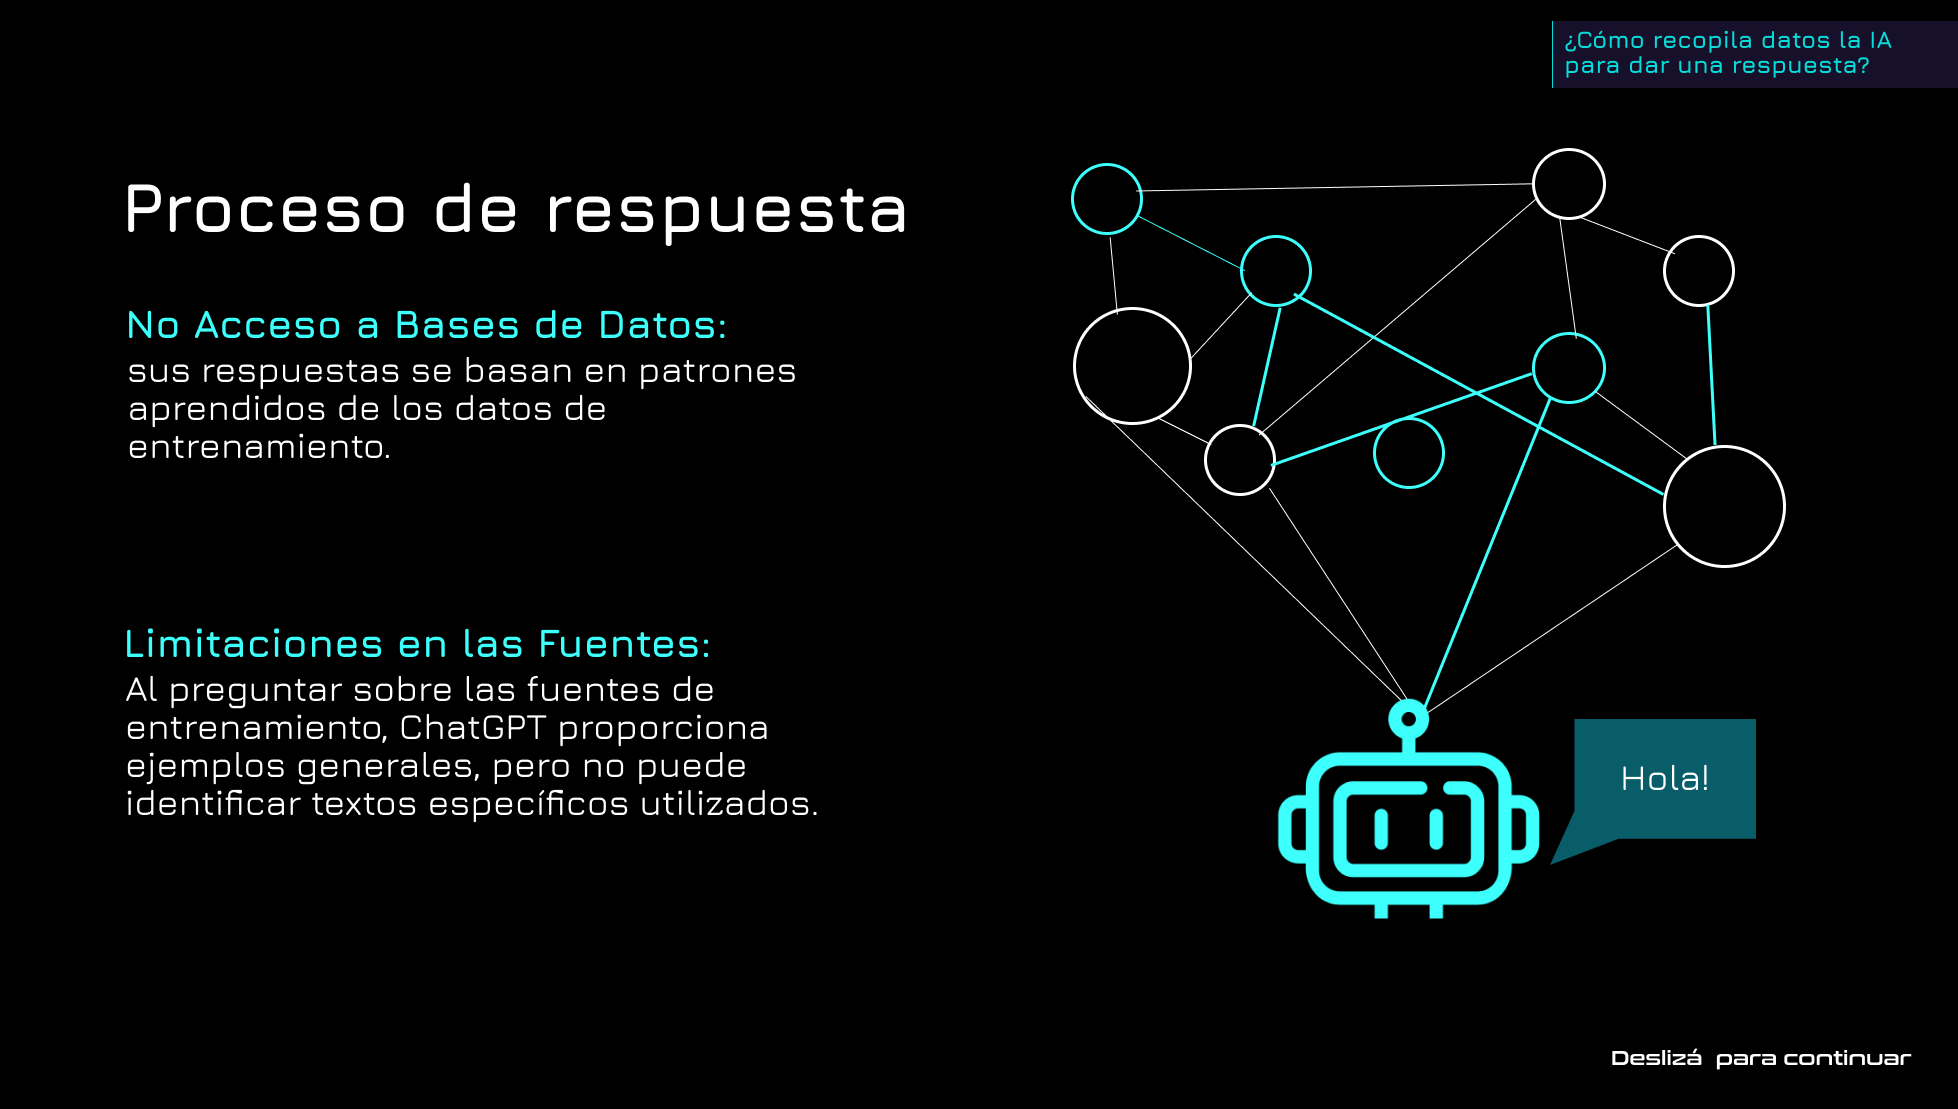 ¿Cómo recopila datos la IA
para dar una respuesta?
Proceso de respuesta
No Acceso a Bases de Datos:
sus respuestas se basan en patrones
aprendidos de los datos de
entrenamiento.
Limitaciones en las Fuentes:
Al preguntar sobre las fuentes de
entrenamiento, ChatGPT proporciona
ejemplos generales, pero no puede
identificar textos específicos utilizados.
Hola!
Deslizá para continuar